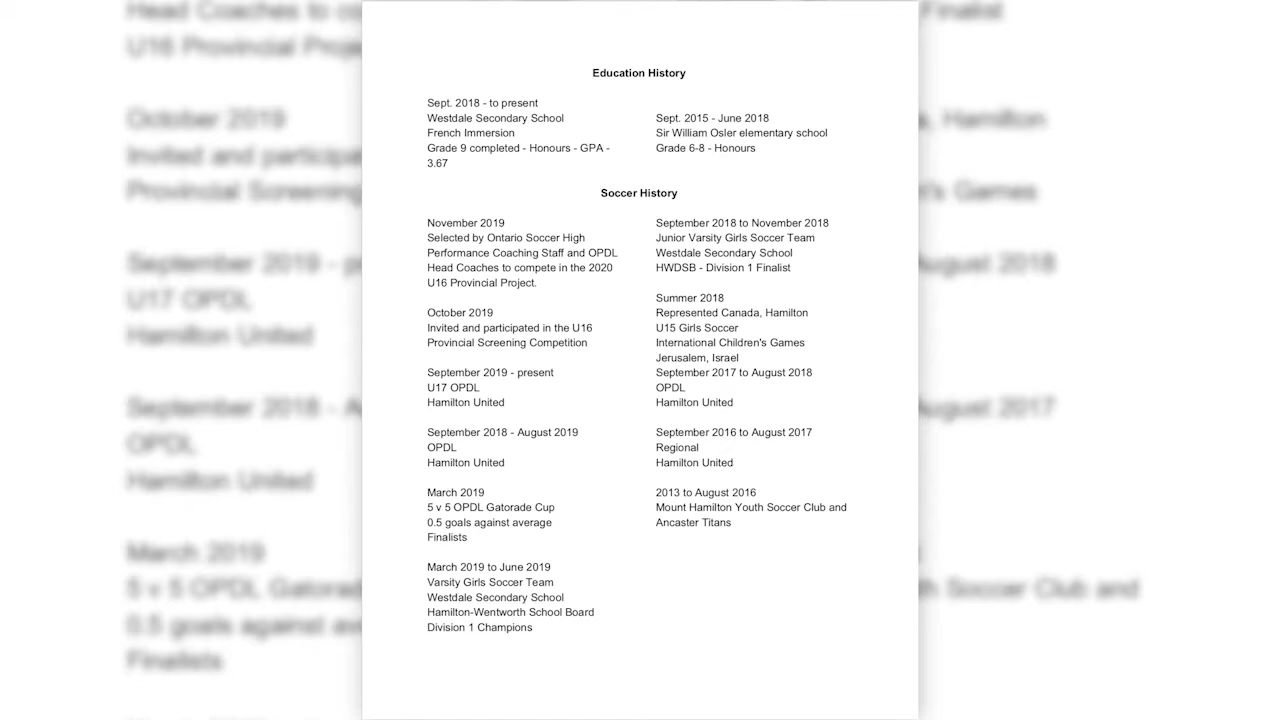 Education History
Sept. 2018 - to present
Westdale Secondary School
French Immersion
Grade 9 completed - Honours - GPA -
3.67
Sept. 2015 - June 2018
Sir William Osler elementary school
Grade 6-8 - Honours
Soccer History
November 2019
Selected by Ontario Soccer High
Performance Coaching Staff and OPDL
Head Coaches to compete in the 2020
U16 Provincial Project.
October 2019
Invited and participated in the U16
Provincial Screening Competition
September 2019 - present
U17 OPDL
Hamilton United
September 2018 - August 2019
OPDL
Hamilton United
March 2019
5 v 5 OPDL Gatorade Cup
0.5 goals against average
Finalists
March 2019 to June 2019
Varsity Girls Soccer Team
Westdale Secondary School
Hamilton-Wentworth School Board
Division 1 Champions
September 2018 to November 2018
Junior Varsity Girls Soccer Team
Westdale Secondary School
HWDSB - Division 1 Finalist
Summer 2018
Represented Canada, Hamilton
U15 Girls Soccer
International Children's Games
Jerusalem, Israel
September 2017 to August 2018
OPDL
Hamilton United
September 2016 to August 2017
Regional
Hamilton United
2013 to August 2016
Mount Hamilton Youth Soccer Club and
Ancaster Titans